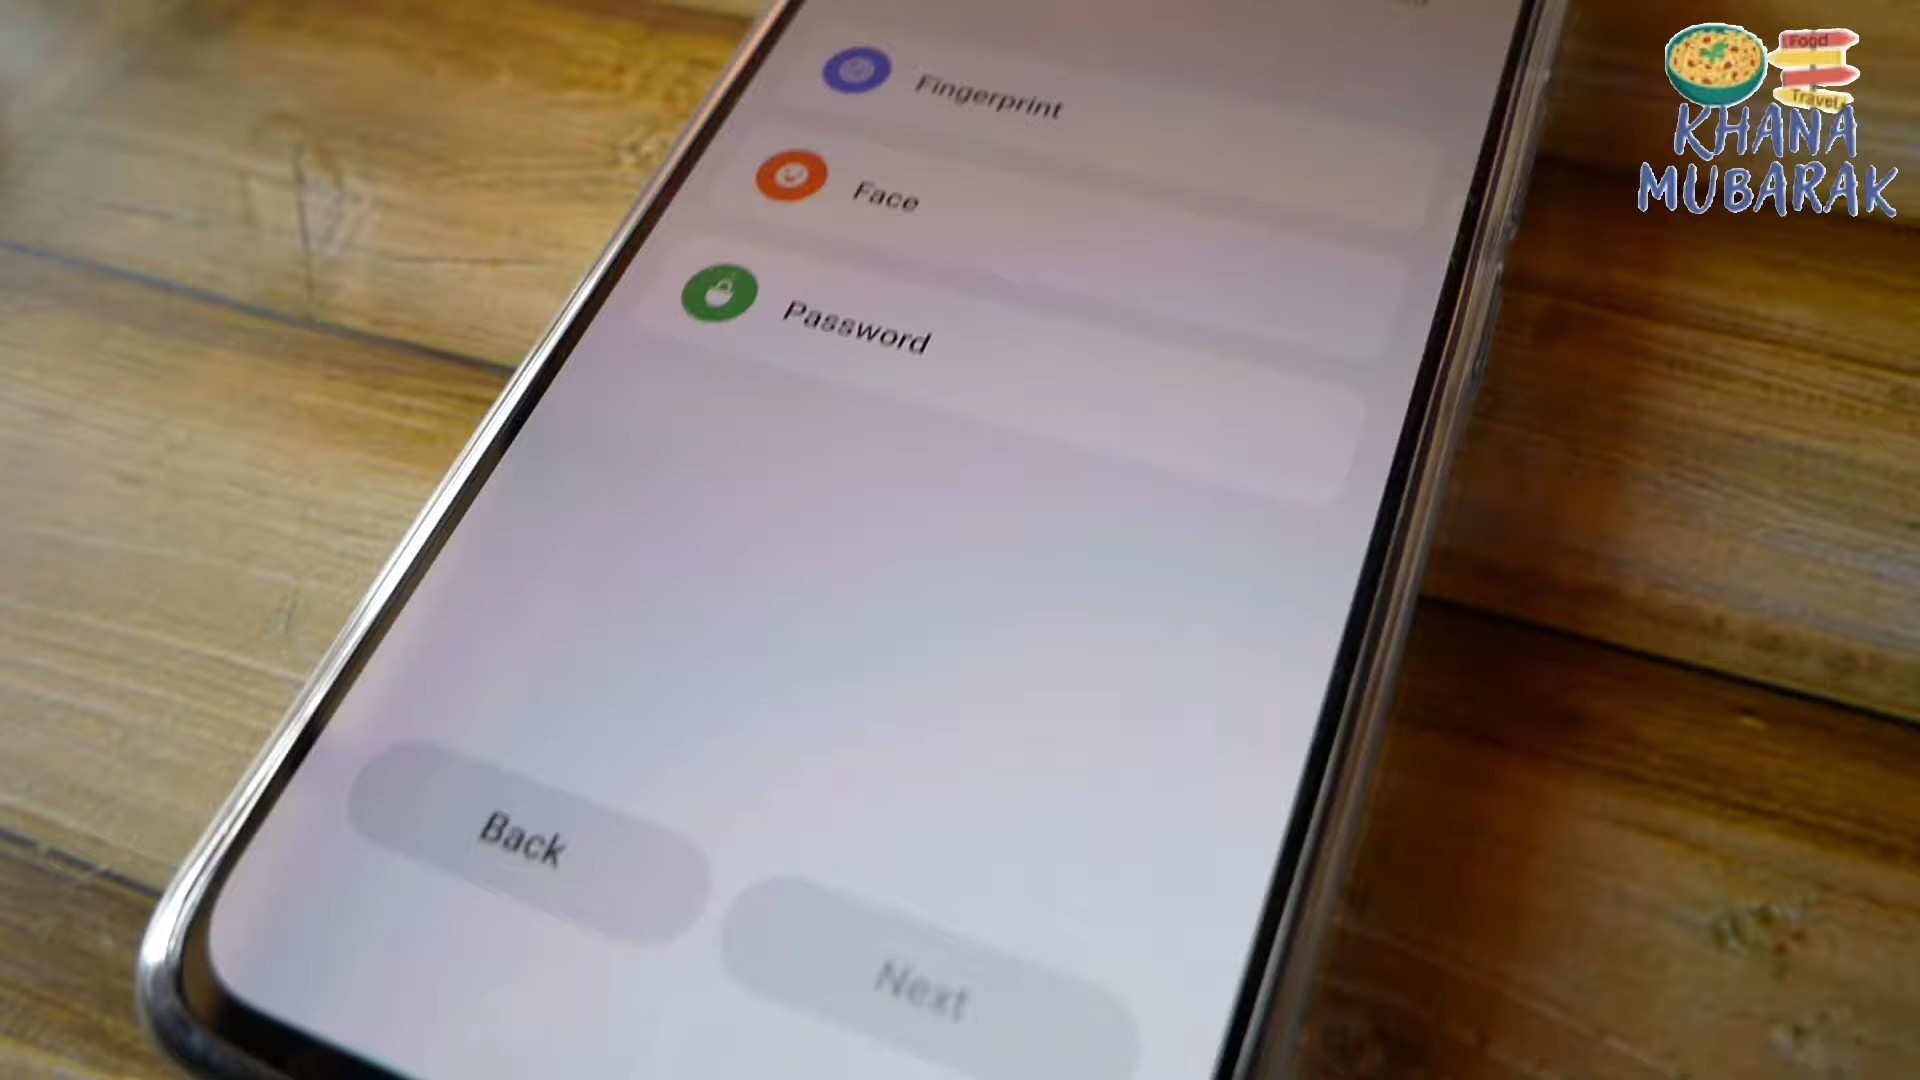 Fingerprint
Face
Password
Back
Next
Food
Travel
KHANA
MUBARAK